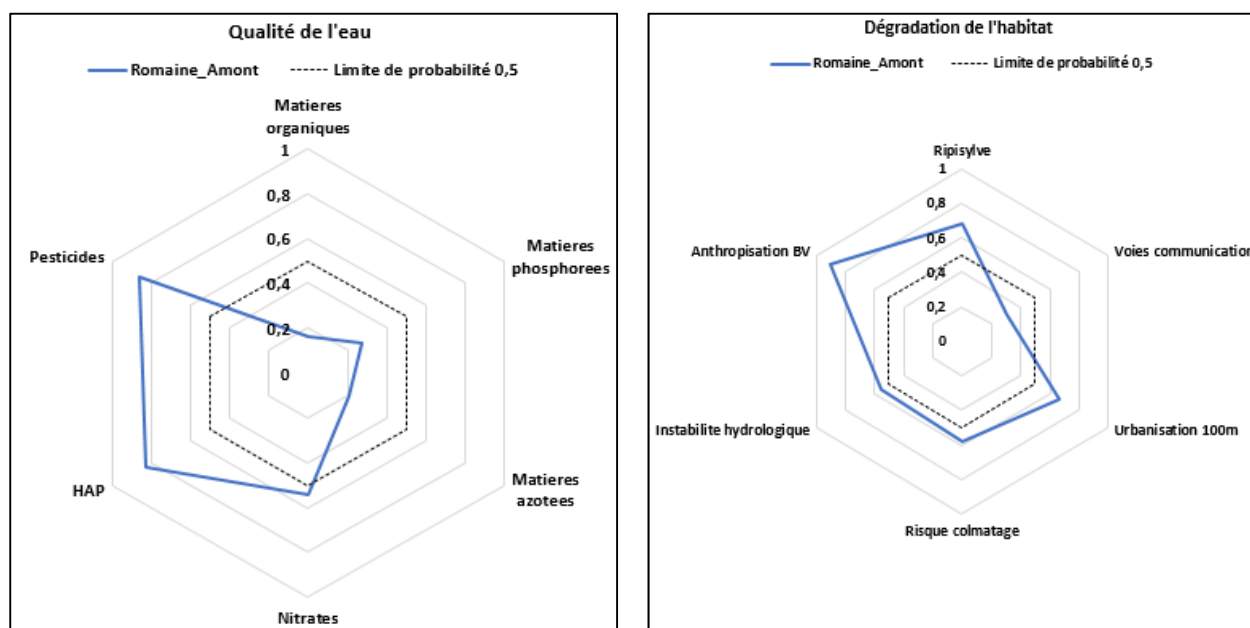 Qualité de l'eau
Romaine_Amont
Limite de probabilité 0,5
Matieres
organiques
1
0,8
0,6
0,4
0,2
0
Matieres
phosphorees
Matieres
azotees
Nitrates
HAP
Pesticides
Dégradation de l'habitat
Romaine_Amont
Limite de probabilité 0,5
Ripisylve
1
0,8
0,6
0,4
0,2
0
Voies communication
Urbanisation 100m
Risque colmatage
Instabilite hydrologique
Anthropisation BV